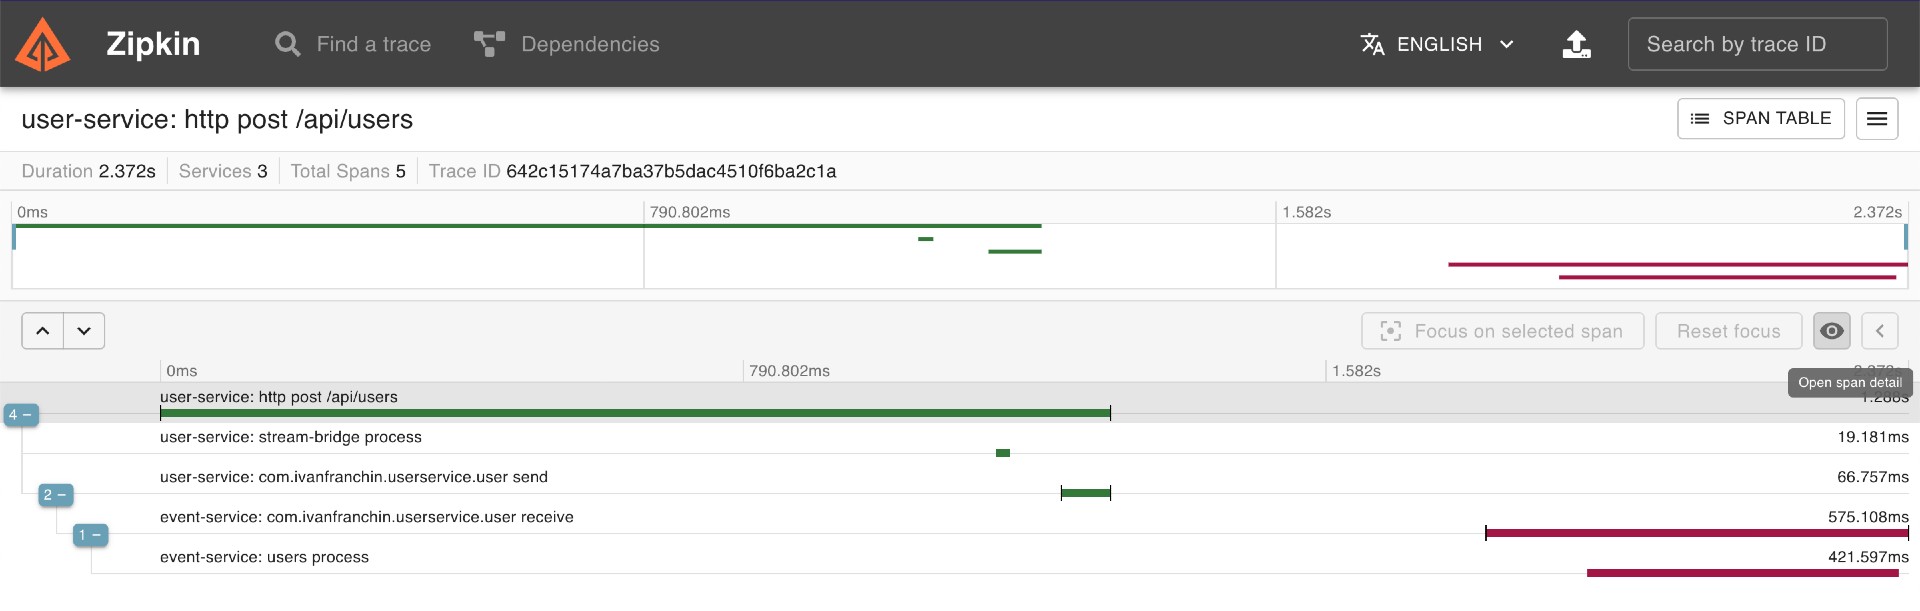 Zipkin
Find a trace
Dependencies
ENGLISH
Search by trace ID
user-service: http post /api/users
SPAN TABLE
Duration 2.372s
Services 3
Total Spans 5
Trace ID 642c15174a7ba37b5dac4510f6ba2c1a
0ms
790.802ms
1.582s
2.372s
Focus on selected span
Reset focus
0ms
790.802ms
1.582s
2.372s
Open span detail
user-service: http post /api/users
1.288s
4 −
user-service: stream-bridge process
19.181ms
user-service: com.ivanfranchin.userservice.user send
66.757ms
2 −
event-service: com.ivanfranchin.userservice.user receive
575.108ms
1 −
event-service: users process
421.597ms